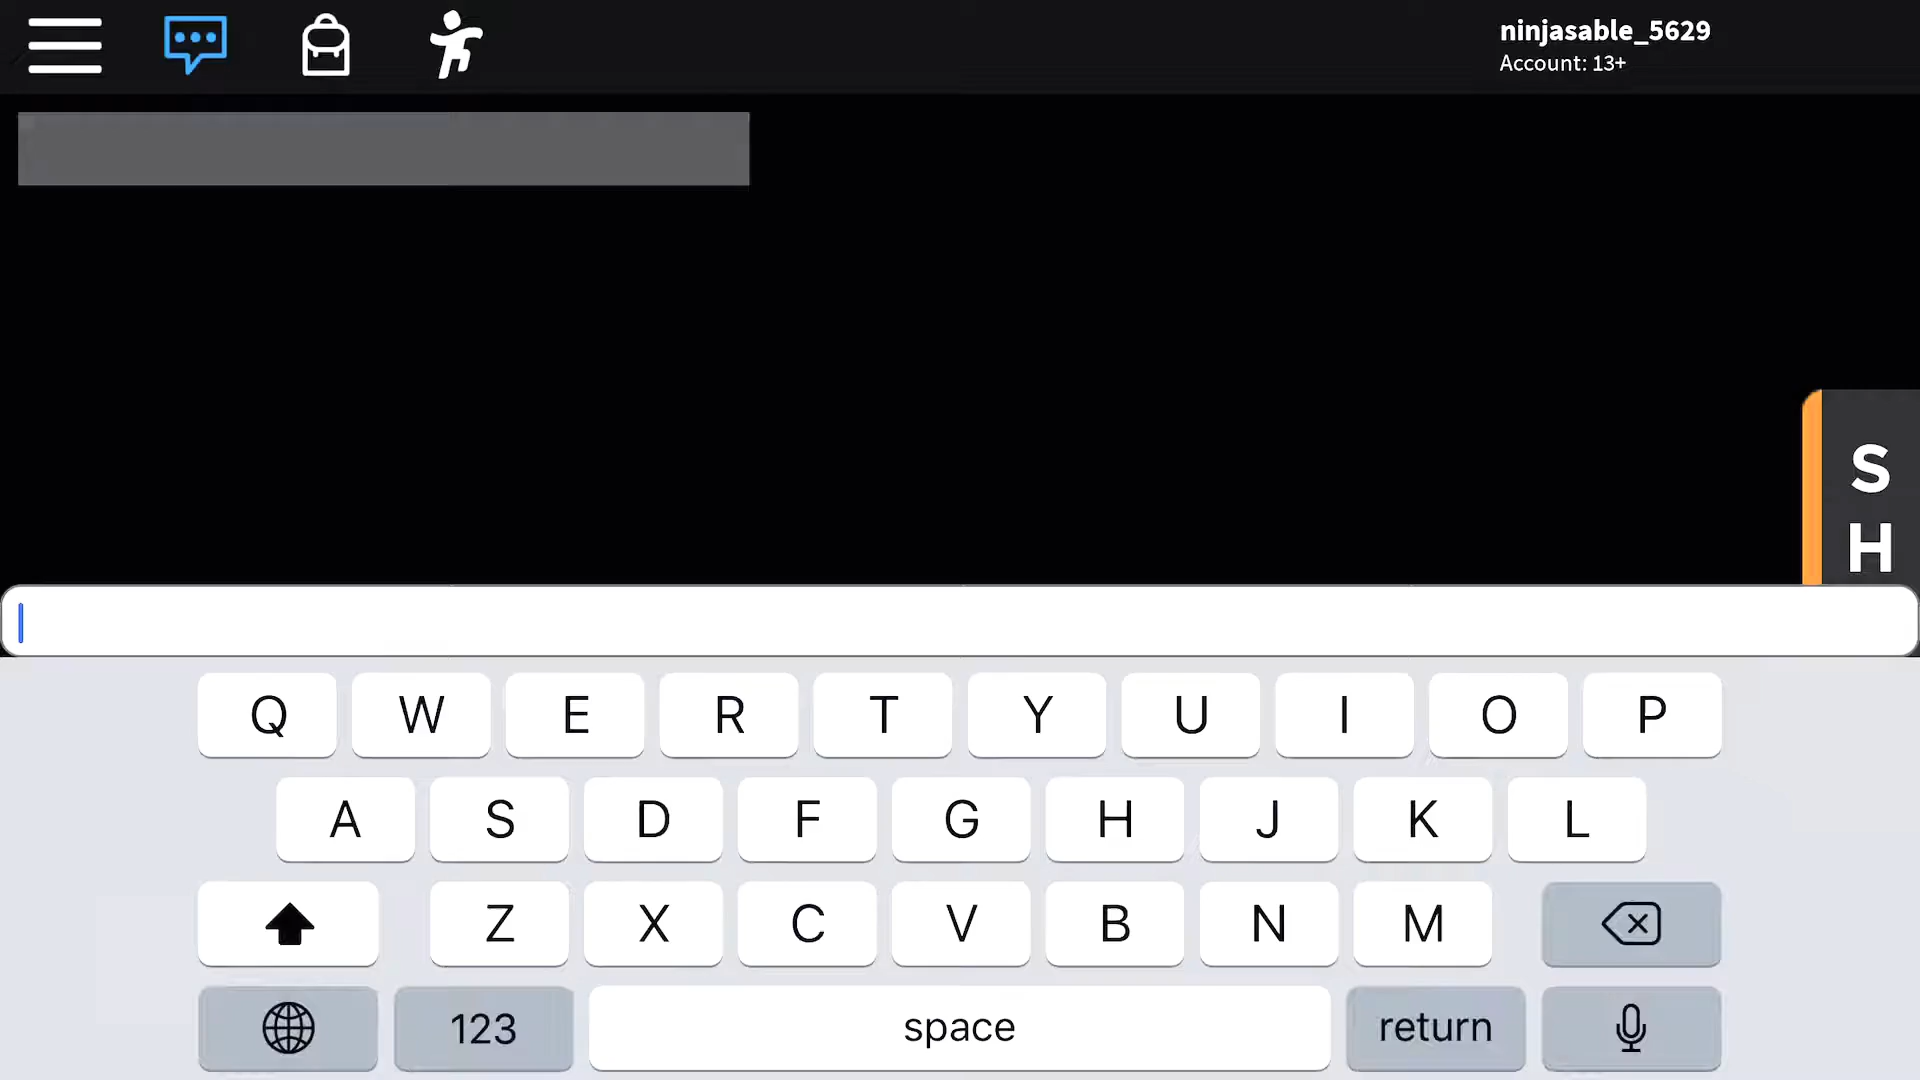 ninjasable_5629
Account: 13+
S
H
Q W E R T Y U I O P
A S D F G H J K L
Z X C V B N M
123 space return